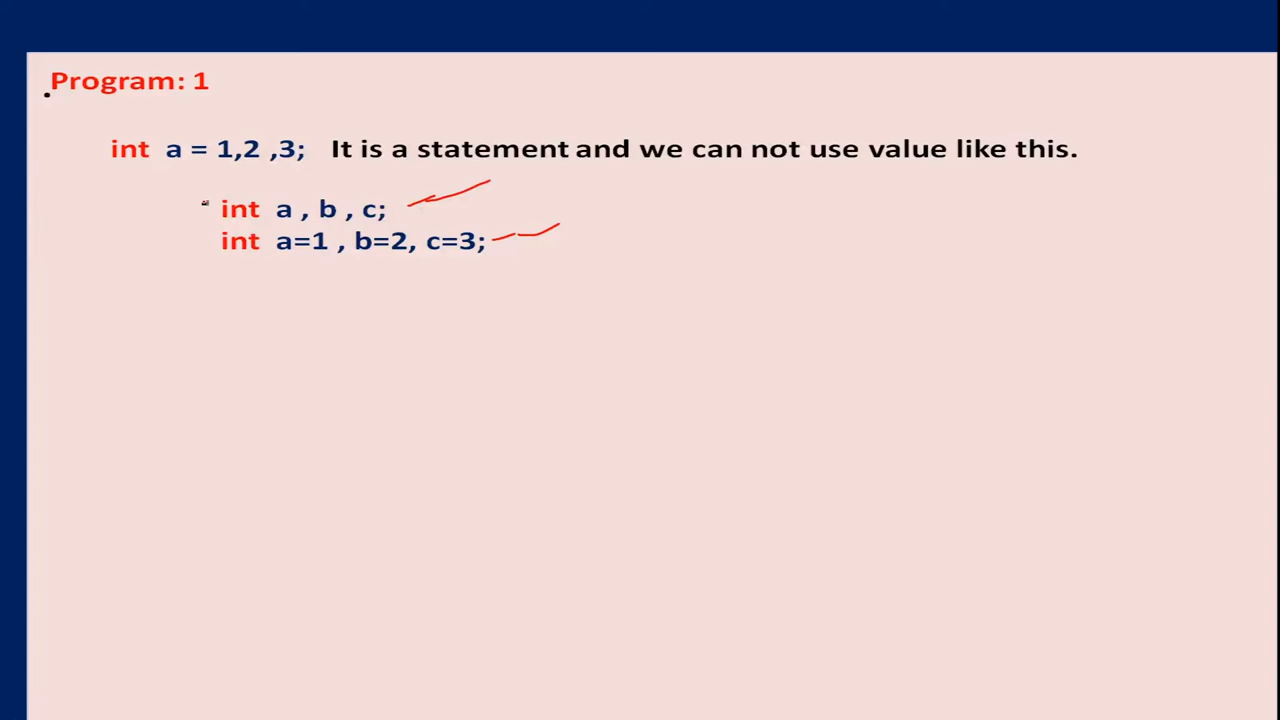 Program: 1
int a = 1,2 ,3; It is a statement and we can not use value like this.
int a , b , c;
int a=1 , b=2, c=3;